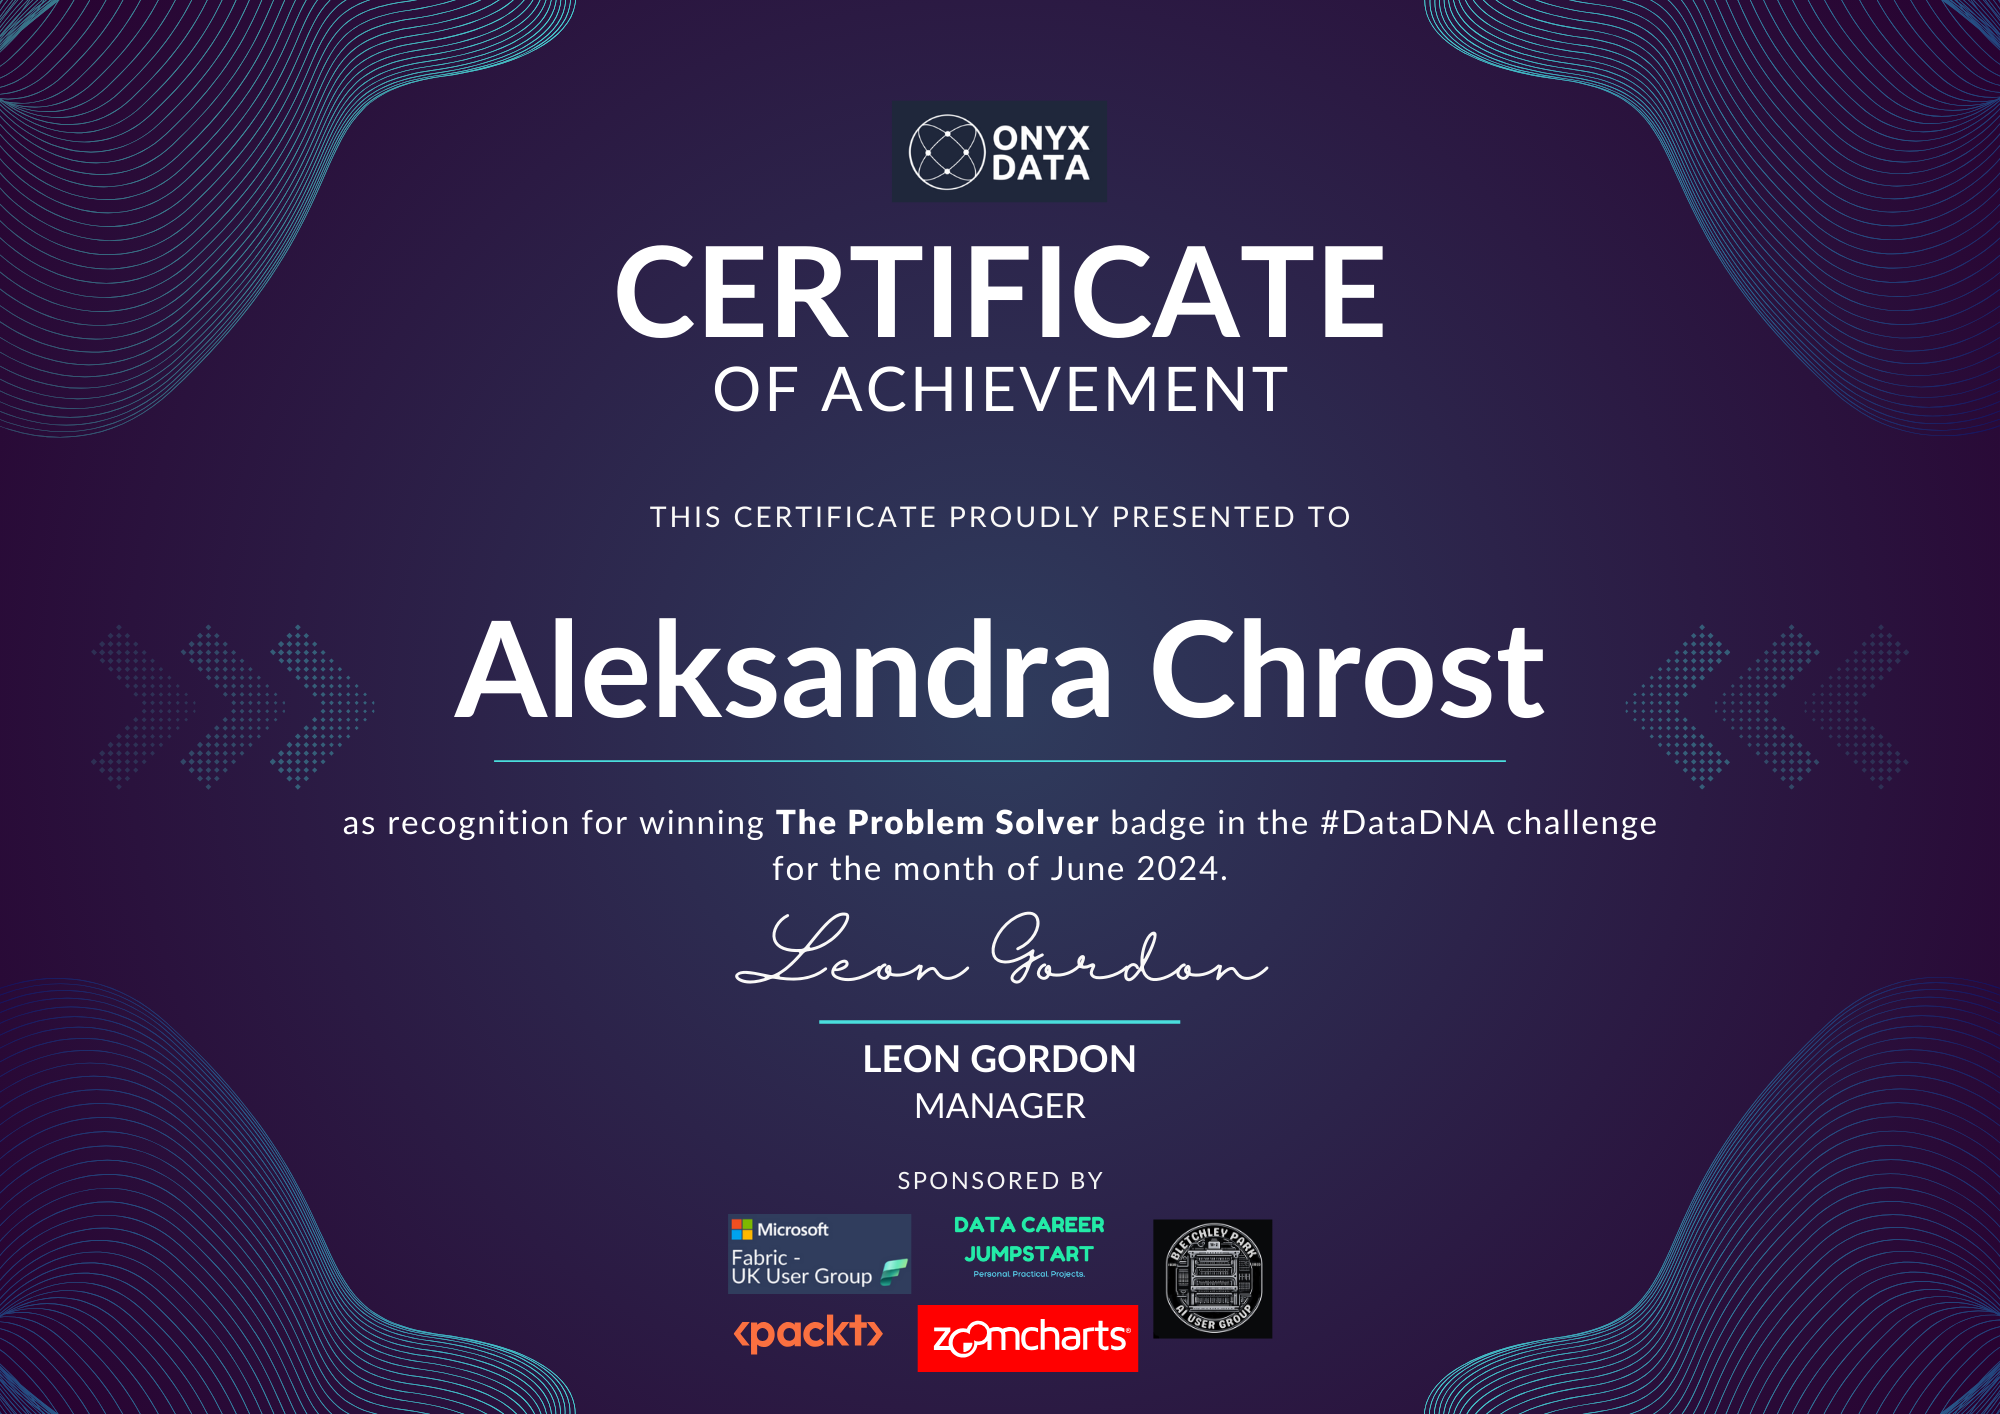 ONYX
DATA
CERTIFICATE
OF ACHIEVEMENT
THIS CERTIFICATE PROUDLY PRESENTED TO
Aleksandra Chrost
as recognition for winning The Problem Solver badge in the #DataDNA challenge
for the month of June 2024.
Leon Gordon
LEON GORDON
MANAGER
SPONSORED BY
Microsoft
Fabric -
UK User Group
DATA CAREER
JUMPSTART
Personal Practical Projects.
BLETCHLEY PARK
AI USER GROUP
<packt>
zoomcharts®